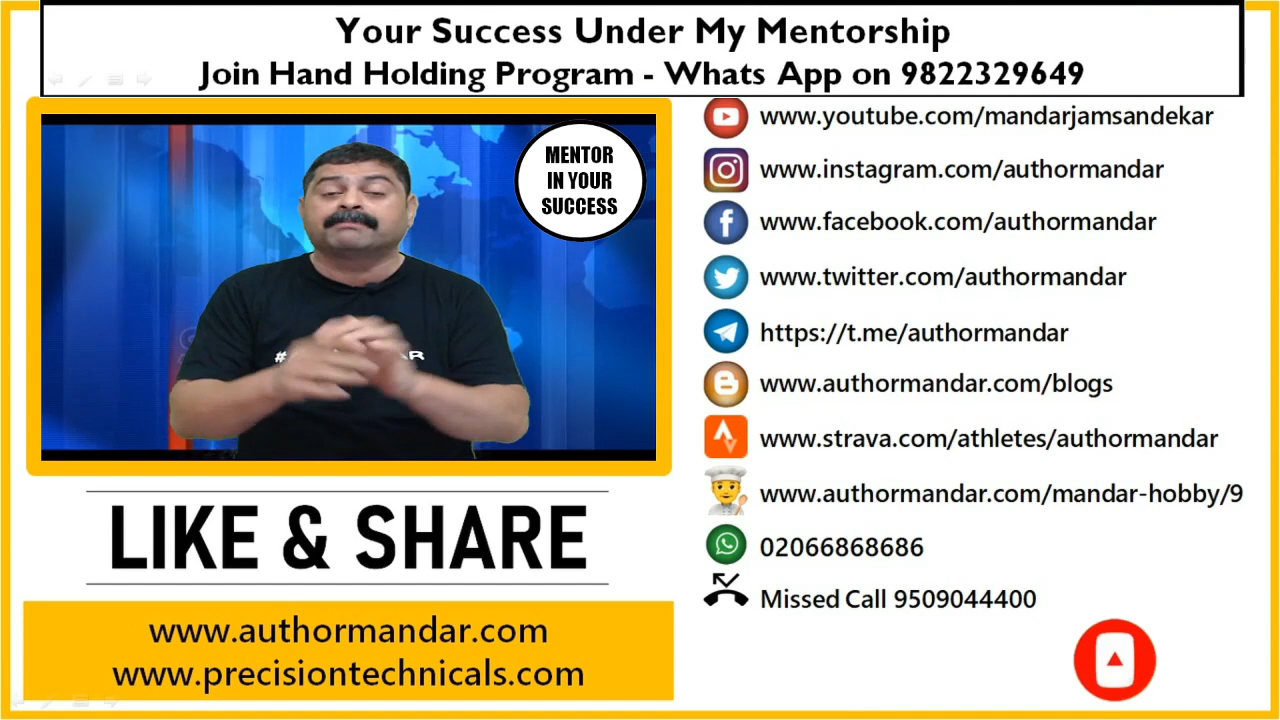 Your Success Under My Mentorship
Join Hand Holding Program - Whats App on 9822329649
MENTOR
IN YOUR
SUCCESS
LIKE & SHARE
www.authormandar.com
www.precisiontechnicals.com
www.youtube.com/mandarjamsandekar
www.instagram.com/authormandar
www.facebook.com/authormandar
www.twitter.com/authormandar
https://t.me/authormandar
www.authormandar.com/blogs
www.strava.com/athletes/authormandar
www.authormandar.com/mandar-hobby/9
02066868686
Missed Call 9509044400